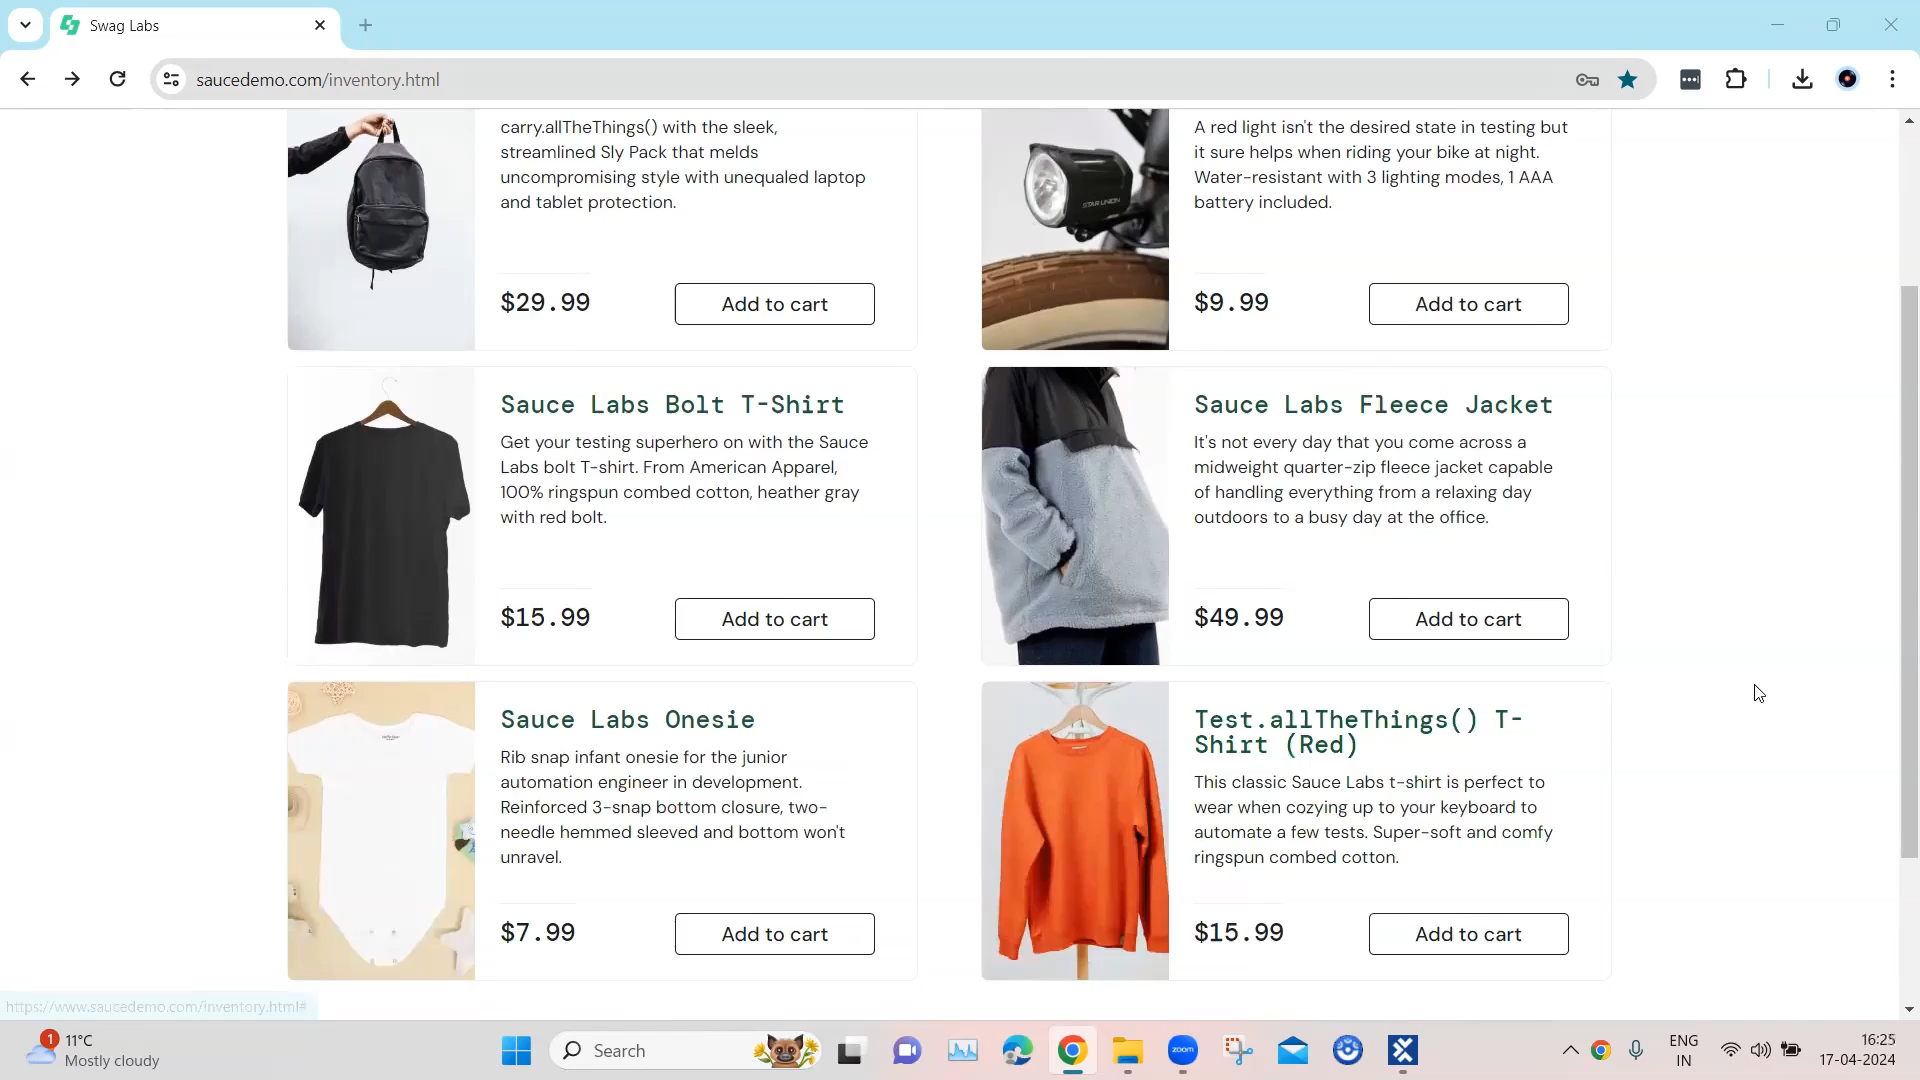 Swag Labs
saucedemo.com/inventory.html
carry.allTheThings() with the sleek,
streamlined Sly Pack that melds
uncompromising style with unequaled laptop
and tablet protection.
$29.99
Add to cart
STAR UNION
A red light isn't the desired state in testing but
it sure helps when riding your bike at night.
Water-resistant with 3 lighting modes, 1 AAA
battery included.
$9.99
Add to cart
Sauce Labs Bolt T-Shirt
Get your testing superhero on with the Sauce
Labs bolt T-shirt. From American Apparel,
100% ringspun combed cotton, heather gray
with red bolt.
$15.99
Add to cart
Sauce Labs Fleece Jacket
It's not every day that you come across a
midweight quarter-zip fleece jacket capable
of handling everything from a relaxing day
outdoors to a busy day at the office.
$49.99
Add to cart
Sauce Labs Onesie
Rib snap infant onesie for the junior
automation engineer in development.
Reinforced 3-snap bottom closure, two-
needle hemmed sleeved and bottom won't
unravel.
$7.99
Add to cart
Test.allTheThings() T-
Shirt (Red)
This classic Sauce Labs t-shirt is perfect to
wear when cozying up to your keyboard to
automate a few tests. Super-soft and comfy
ringspun combed cotton.
$15.99
Add to cart
https://www.saucedemo.com/inventory.html#
1
11°C
Mostly cloudy
Search
zoom
ENG
IN
16:25
17-04-2024